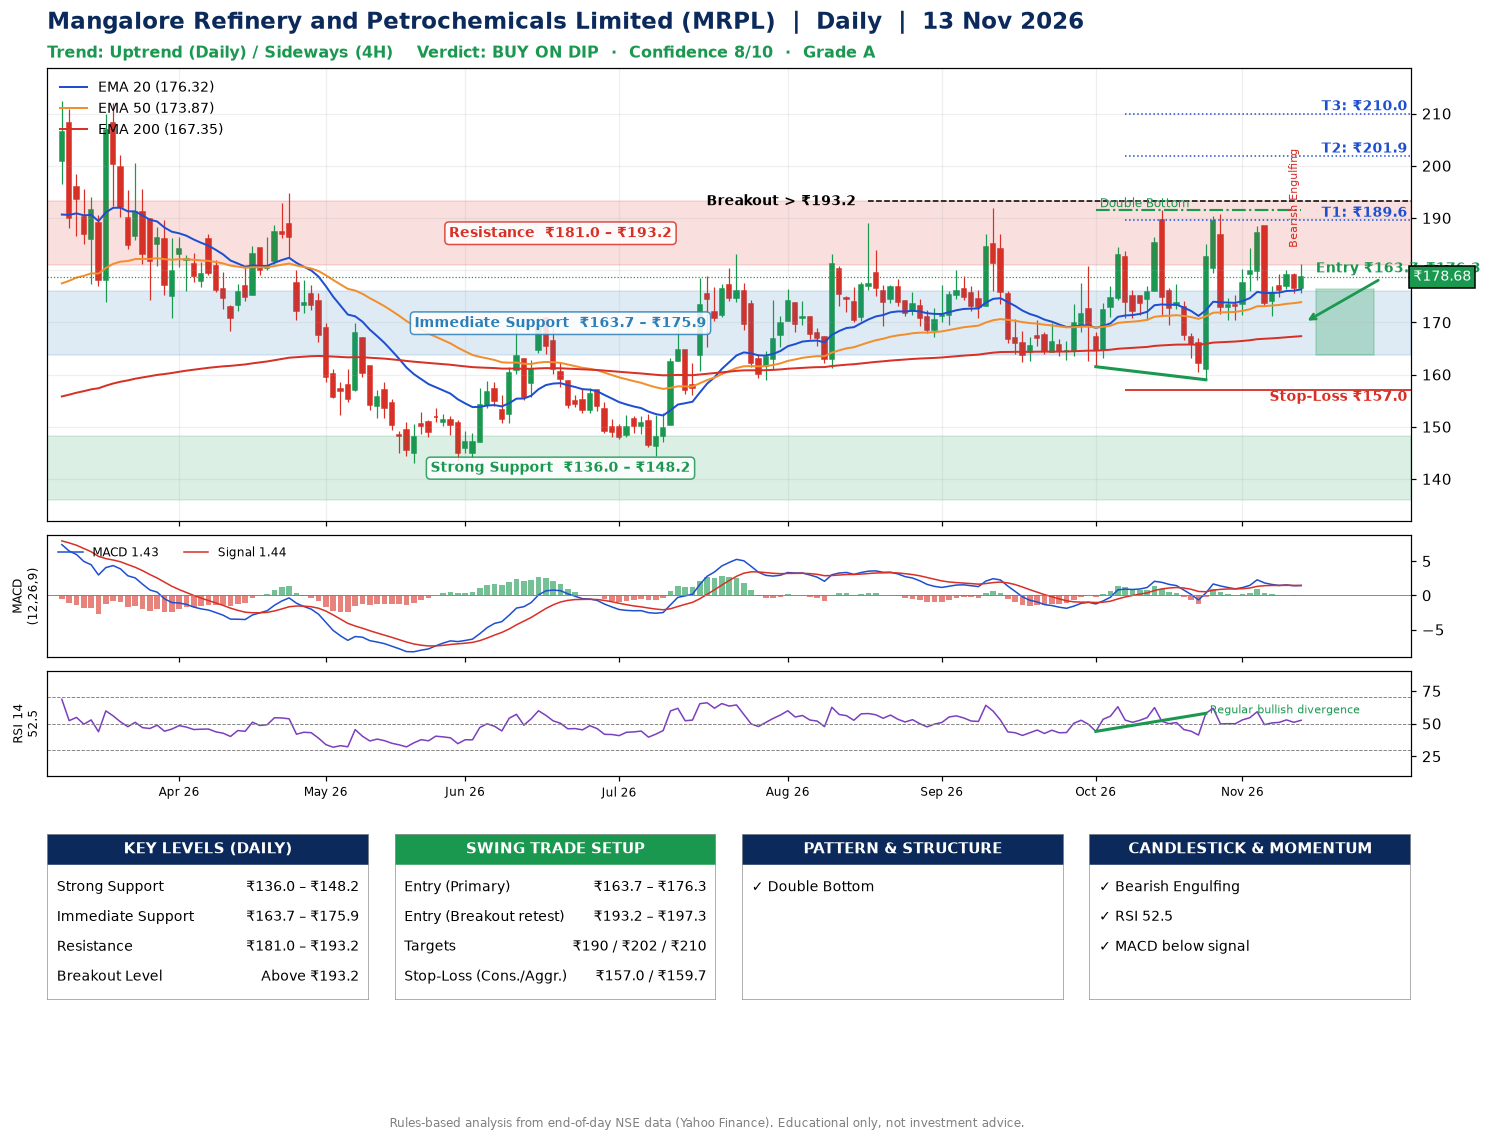 Mangalore Refinery and Petrochemicals Limited (MRPL)  |  Daily  |  13 Nov 2026
Trend: Uptrend (Daily) / Sideways (4H)    Verdict: BUY ON DIP  ·  Confidence 8/10  ·  Grade A
EMA 20 (176.32)
EMA 50 (173.87)
EMA 200 (167.35)
T3: ₹210.0
T2: ₹201.9
Bearish Engulfing
Breakout > ₹193.2
Double Bottom
T1: ₹189.6
Resistance  ₹181.0 – ₹193.2
Entry ₹163.7 – ₹176.3
₹178.68
Immediate Support  ₹163.7 – ₹175.9
Stop-Loss ₹157.0
Strong Support  ₹136.0 – ₹148.2
210
200
190
170
160
150
140
MACD 1.43
Signal 1.44
MACD
(12,26,9)
5
0
−5
RSI 14
52.5
Regular bullish divergence
75
50
25
Apr 26
May 26
Jun 26
Jul 26
Aug 26
Sep 26
Oct 26
Nov 26
KEY LEVELS (DAILY)
Strong Support ₹136.0 – ₹148.2
Immediate Support ₹163.7 – ₹175.9
Resistance ₹181.0 – ₹193.2
Breakout Level Above ₹193.2
SWING TRADE SETUP
Entry (Primary) ₹163.7 – ₹176.3
Entry (Breakout retest) ₹193.2 – ₹197.3
Targets ₹190 / ₹202 / ₹210
Stop-Loss (Cons./Aggr.) ₹157.0 / ₹159.7
PATTERN & STRUCTURE
✓ Double Bottom
CANDLESTICK & MOMENTUM
✓ Bearish Engulfing
✓ RSI 52.5
✓ MACD below signal
Rules-based analysis from end-of-day NSE data (Yahoo Finance). Educational only, not investment advice.